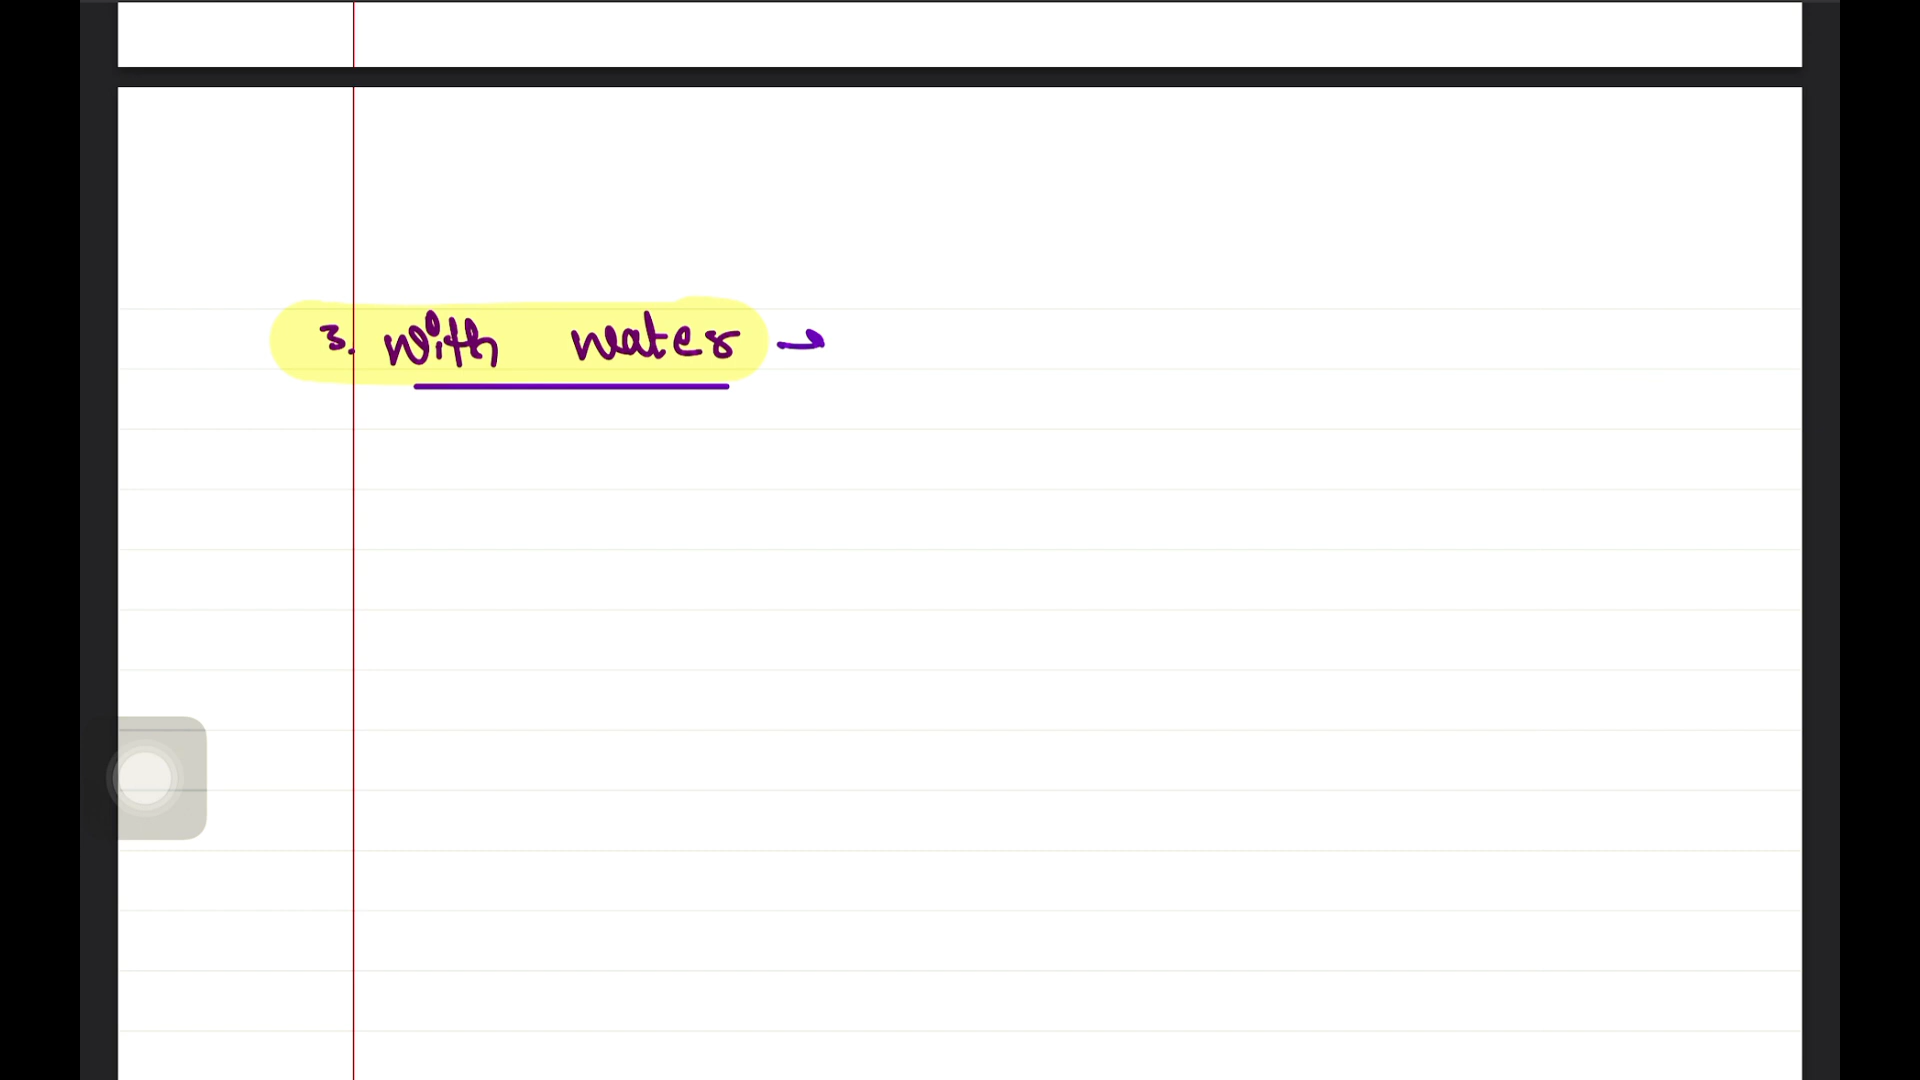 3. with water →